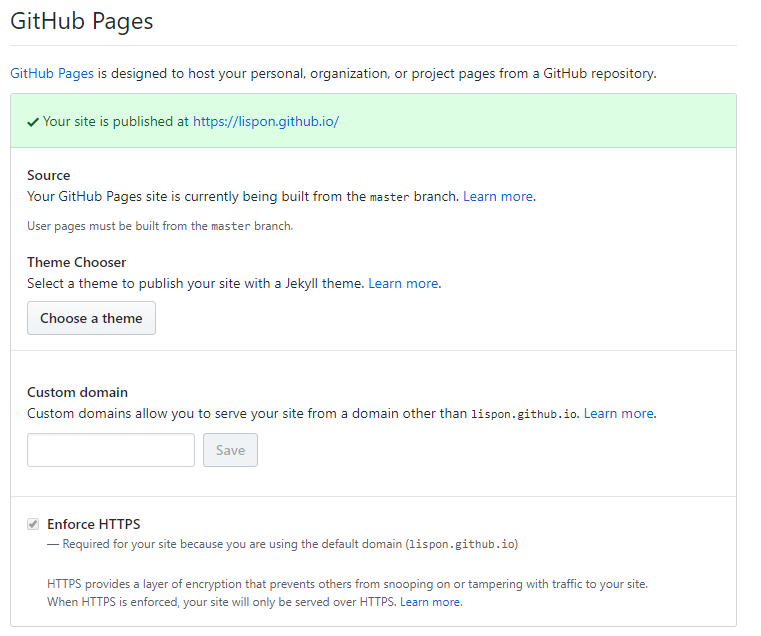 GitHub Pages
GitHub Pages is designed to host your personal, organization, or project pages from a GitHub repository.
Your site is published at https://lispon.github.io/
Source
Your GitHub Pages site is currently being built from the master branch. Learn more.
User pages must be built from the master branch.
Theme Chooser
Select a theme to publish your site with a Jekyll theme. Learn more.
Choose a theme
Custom domain
Custom domains allow you to serve your site from a domain other than lispon.github.io. Learn more.
Save
Enforce HTTPS
— Required for your site because you are using the default domain (lispon.github.io)
HTTPS provides a layer of encryption that prevents others from snooping on or tampering with traffic to your site.
When HTTPS is enforced, your site will only be served over HTTPS. Learn more.